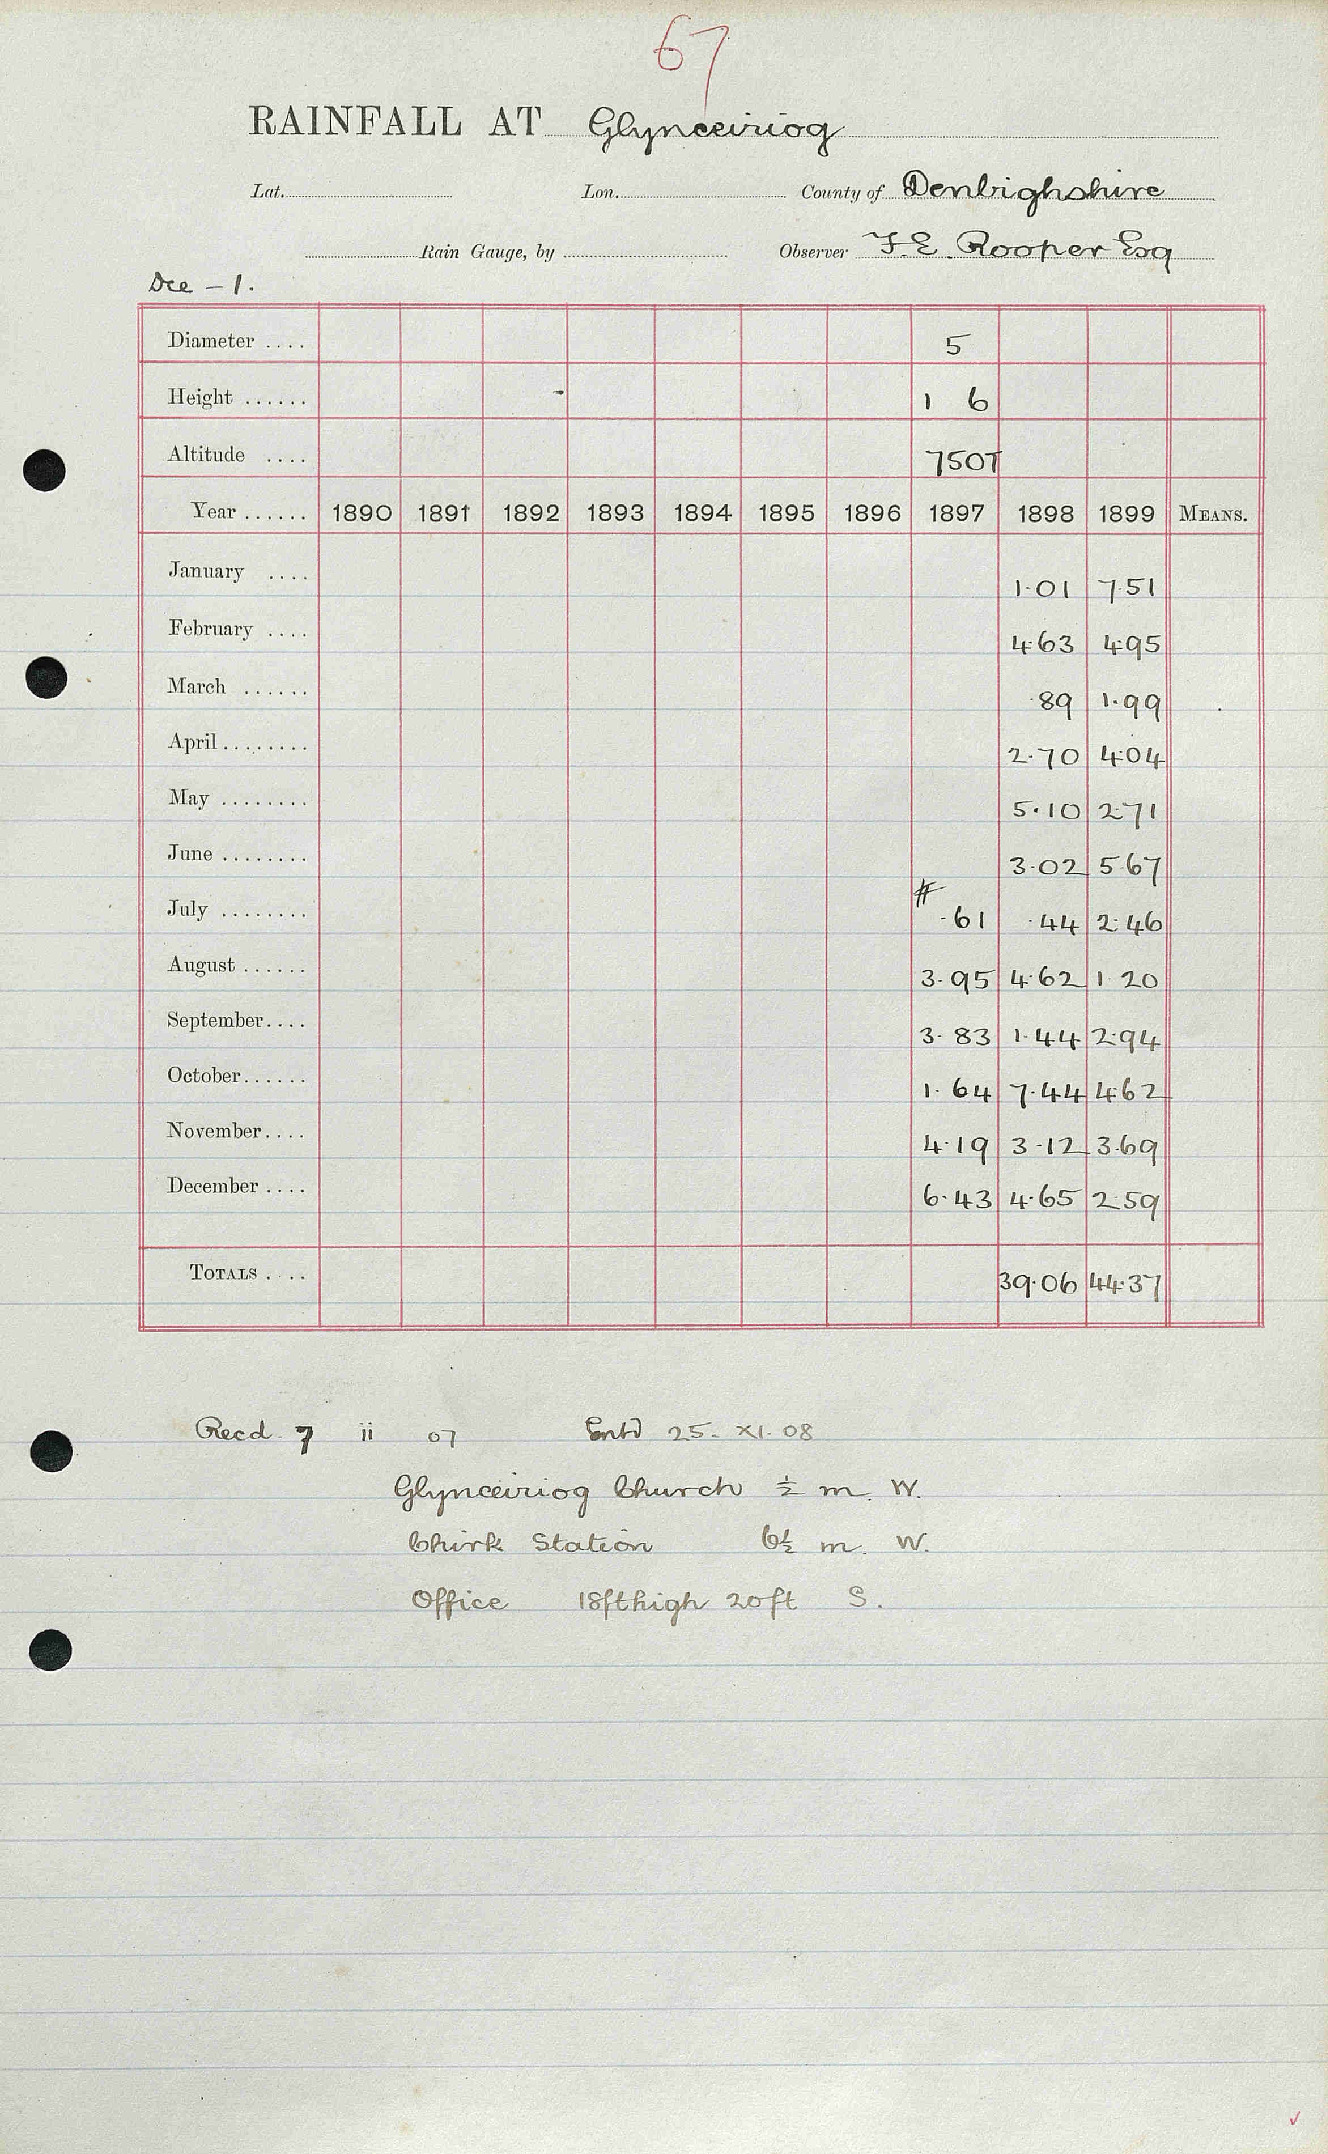 67
RAINFALL AT Glynceiriog
Lat. Lon. County of Denbighshire
Rain Gauge, by Observer F.E. Rooper Esq
Dee - 1.
Diameter .... 5
Height ...... 1 6
Altitude .... 750T
Year ...... 1890 1891 1892 1893 1894 1895 1896 1897 1898 1899 MEANS.
January .... 1.01 7.51
February .... 4.63 4.95
March ...... .89 1.99
April ........ 2.70 4.04
May ........ 5.10 2.71
June ........ 3.02 5.67
July ........ # .61 .44 2.46
August ...... 3.95 4.62 1.20
September.... 3.83 1.44 2.94
October...... 1.64 7.44 4.62
November.... 4.19 3.12 3.69
December .... 6.43 4.65 2.59
TOTALS .... 39.06 44.37
Recd 7 ii 07 Entd 25. XI. 08
Glynceiriog Church ½ m. W.
Chirk Station 6½ m. W.
Office 18ft high 20ft S.